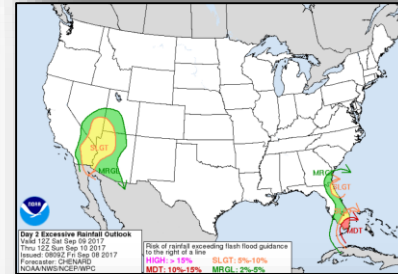 MRGL
SLGT
SLGT
MRGL
MDT
NOAA
Day 2 Excessive Rainfall Outlook
Valid 12Z Sat Sep 09 2017
Thru 12Z Sun Sep 10 2017
Issued: 0809Z Fri Sep 08 2017
Forecaster: CHENARD
NOAA/NWS/NCEP/WPC
Risk of rainfall exceeding flash flood guidance
to the right of a line
HIGH: > 15% SLGT: 5%-10%
MDT: 10%-15% MRGL: 2%-5%